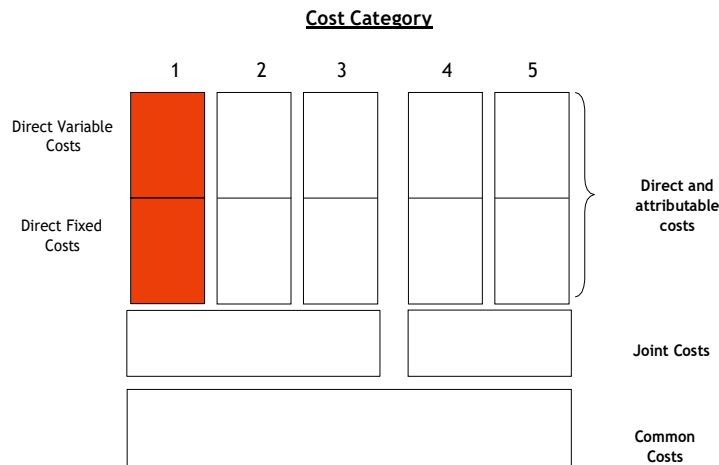 Cost Category
1 2 3 4 5
Direct Variable
Costs
Direct Fixed
Costs
Direct and
attributable
costs
Joint Costs
Common
Costs